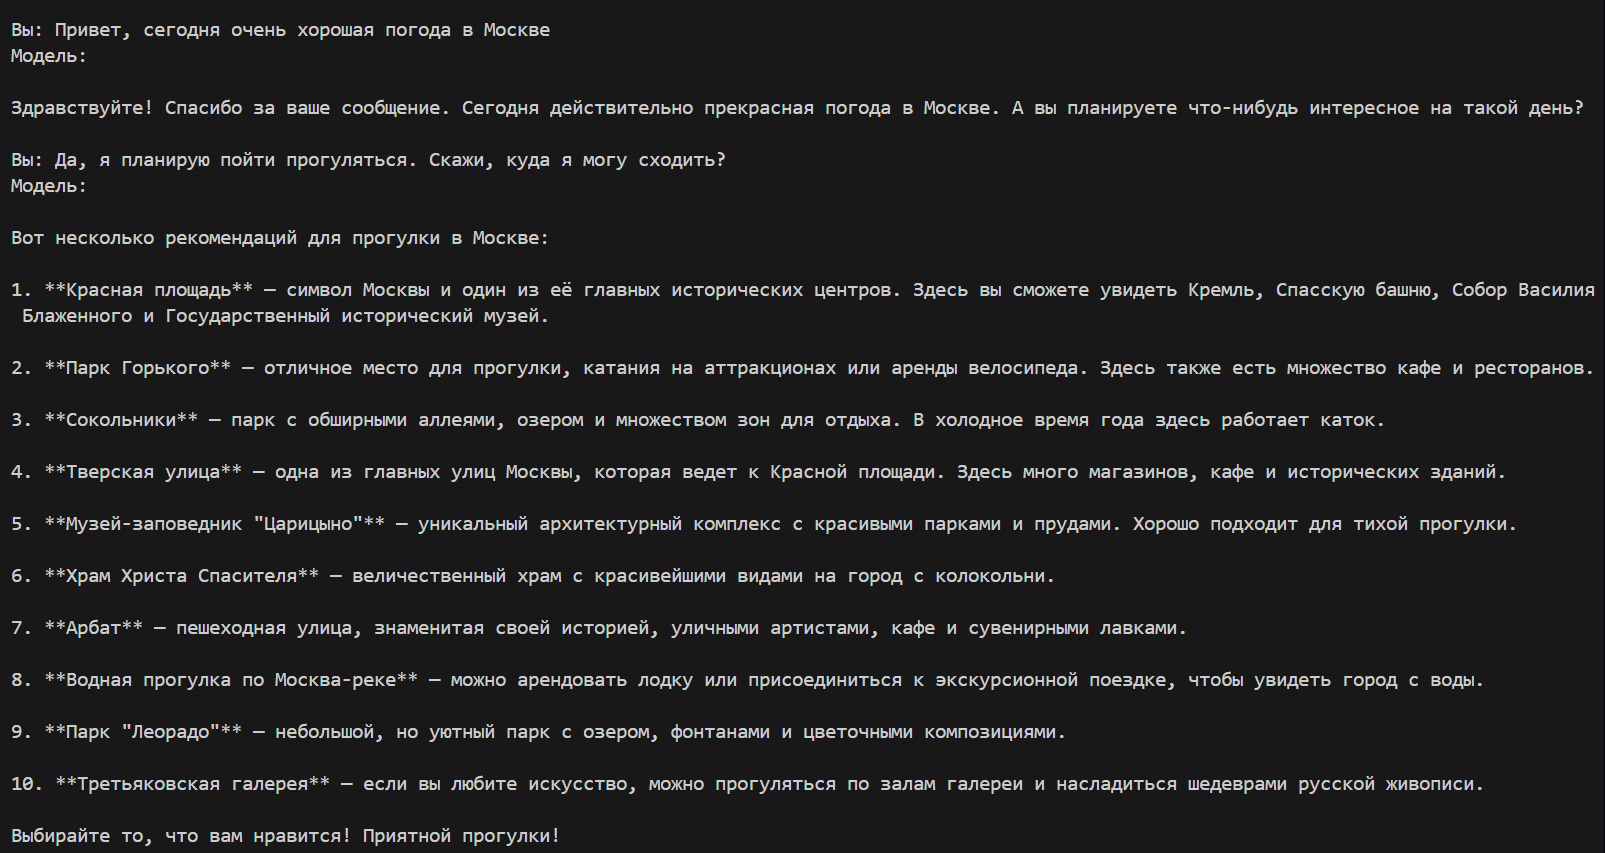 Вы: Привет, сегодня очень хорошая погода в Москве
Модель:
Здравствуйте! Спасибо за ваше сообщение. Сегодня действительно прекрасная погода в Москве. А вы планируете что-нибудь интересное на такой день?
Вы: Да, я планирую пойти прогуляться. Скажи, куда я могу сходить?
Модель:
Вот несколько рекомендаций для прогулки в Москве:
1. **Красная площадь** — символ Москвы и один из её главных исторических центров. Здесь вы сможете увидеть Кремль, Спасскую башню, Собор Василия
Блаженного и Государственный исторический музей.
2. **Парк Горького** — отличное место для прогулки, катания на аттракционах или аренды велосипеда. Здесь также есть множество кафе и ресторанов.
3. **Сокольники** — парк с обширными аллеями, озером и множеством зон для отдыха. В холодное время года здесь работает каток.
4. **Тверская улица** — одна из главных улиц Москвы, которая ведет к Красной площади. Здесь много магазинов, кафе и исторических зданий.
5. **Музей-заповедник "Царицыно"** — уникальный архитектурный комплекс с красивыми парками и прудами. Хорошо подходит для тихой прогулки.
6. **Храм Христа Спасителя** — величественный храм с красивейшими видами на город с колокольни.
7. **Арбат** — пешеходная улица, знаменитая своей историей, уличными артистами, кафе и сувенирными лавками.
8. **Водная прогулка по Москва-реке** — можно арендовать лодку или присоединиться к экскурсионной поездке, чтобы увидеть город с воды.
9. **Парк "Леорадо"** — небольшой, но уютный парк с озером, фонтанами и цветочными композициями.
10. **Третьяковская галерея** — если вы любите искусство, можно прогуляться по залам галереи и насладиться шедеврами русской живописи.
Выбирайте то, что вам нравится! Приятной прогулки!